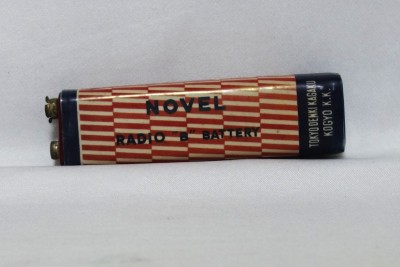 NOVEL
RADIO "B" BATTERY
TOKYO DENKI KAGAKU
KOGYO K.K.